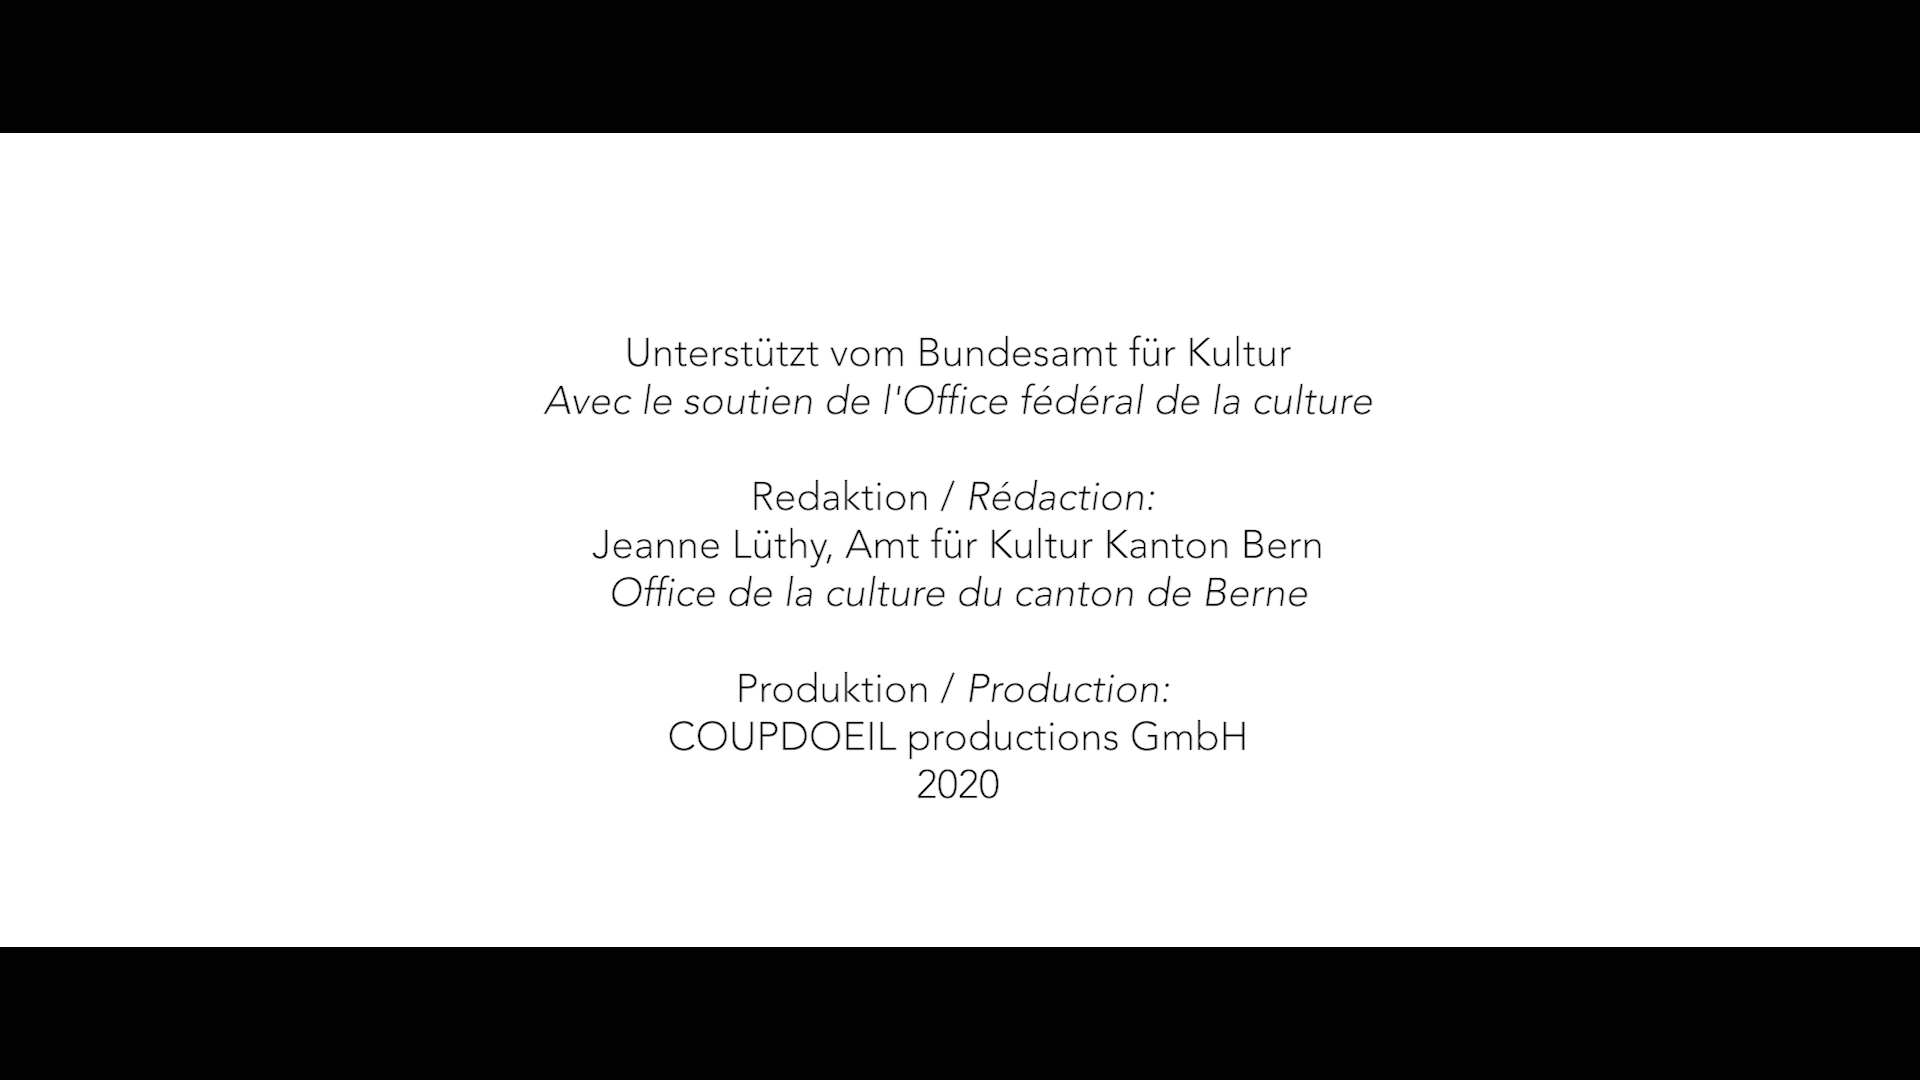 Unterstützt vom Bundesamt für Kultur
Avec le soutien de l'Office fédéral de la culture
Redaktion / Rédaction:
Jeanne Lüthy, Amt für Kultur Kanton Bern
Office de la culture du canton de Berne
Produktion / Production:
COUPDOEIL productions GmbH
2020